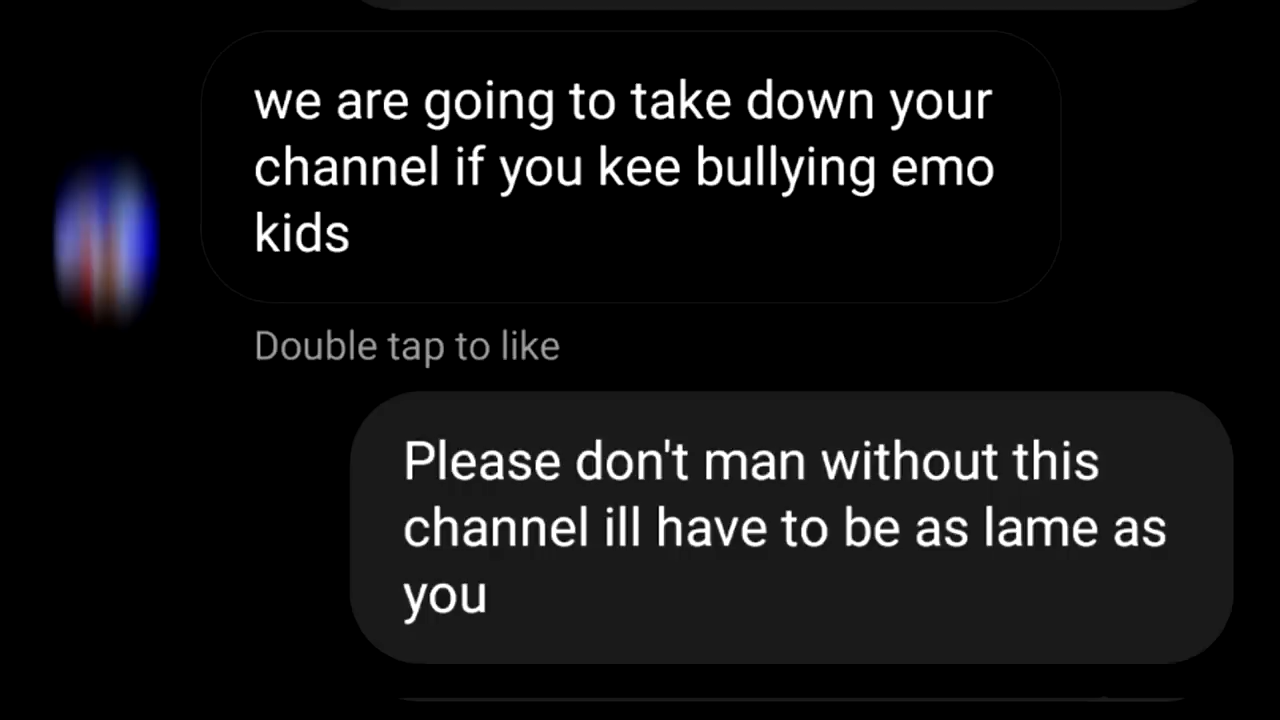 we are going to take down your
channel if you kee bullying emo
kids
Double tap to like
Please don't man without this
channel ill have to be as lame as
you